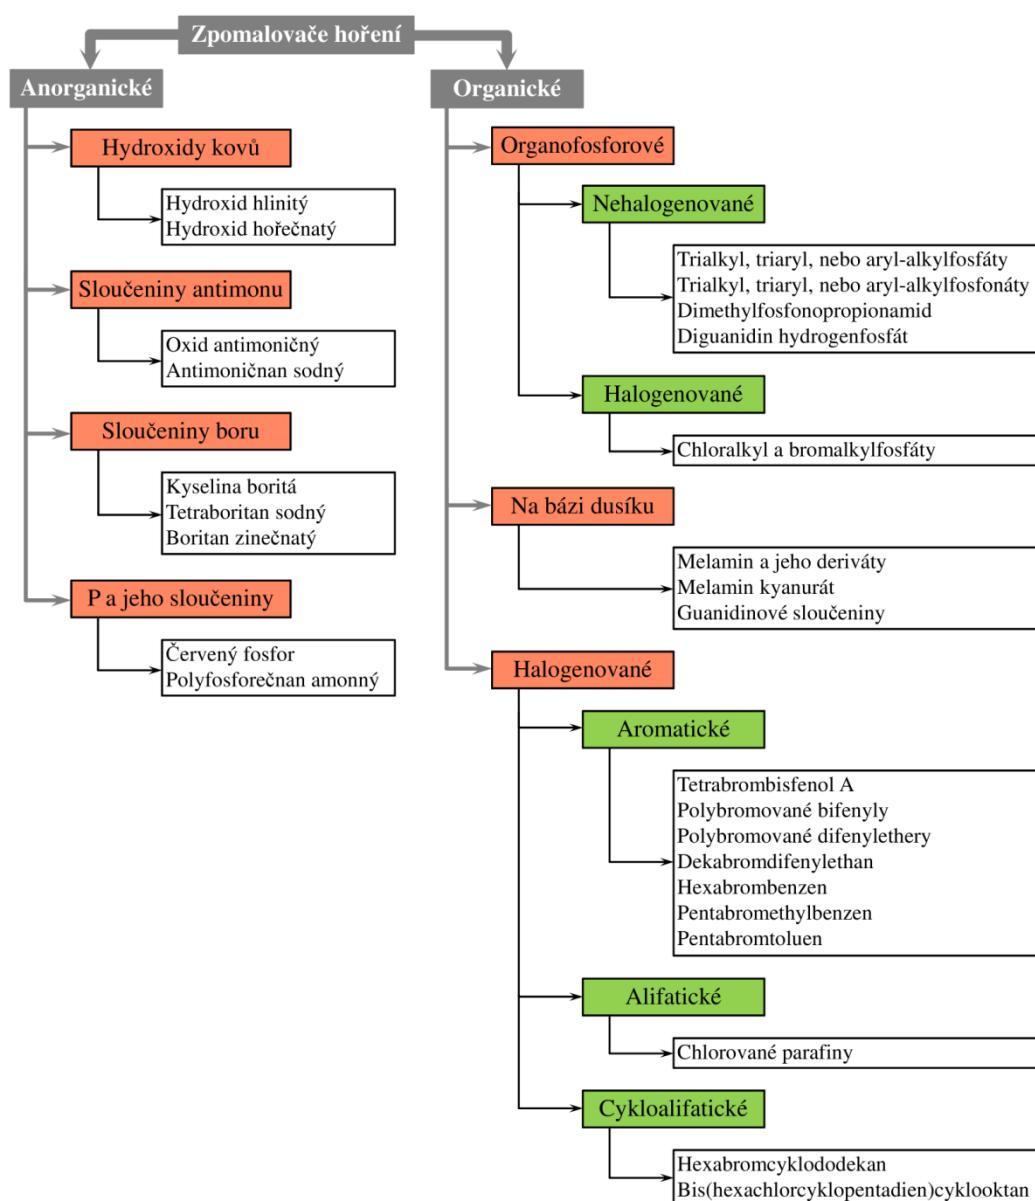 Zpomalovače hoření
Anorganické
Hydroxidy kovů
Hydroxid hlinitý
Hydroxid hořečnatý
Sloučeniny antimonu
Oxid antimoničný
Antimoničnan sodný
Sloučeniny boru
Kyselina boritá
Tetraboritan sodný
Boritan zinečnatý
P a jeho sloučeniny
Červený fosfor
Polyfosforečnan amonný
Organické
Organofosforové
Nehalogenované
Trialkyl, triaryl, nebo aryl-alkylfosfáty
Trialkyl, triaryl, nebo aryl-alkylfosfonáty
Dimethylfosfonopropionamid
Diguanidin hydrogenfosfát
Halogenované
Chloralkyl a bromalkylfosfáty
Na bázi dusíku
Melamin a jeho deriváty
Melamin kyanurát
Guanidinové sloučeniny
Halogenované
Aromatické
Tetrabrombisfenol A
Polybromované bifenyly
Polybromované difenylethery
Dekabromdifenylethan
Hexabrombenzen
Pentabromethylbenzen
Pentabromtoluen
Alifatické
Chlorované parafiny
Cykloalifatické
Hexabromcyklododekan
Bis(hexachlorcyklopentadien)cyklooktan